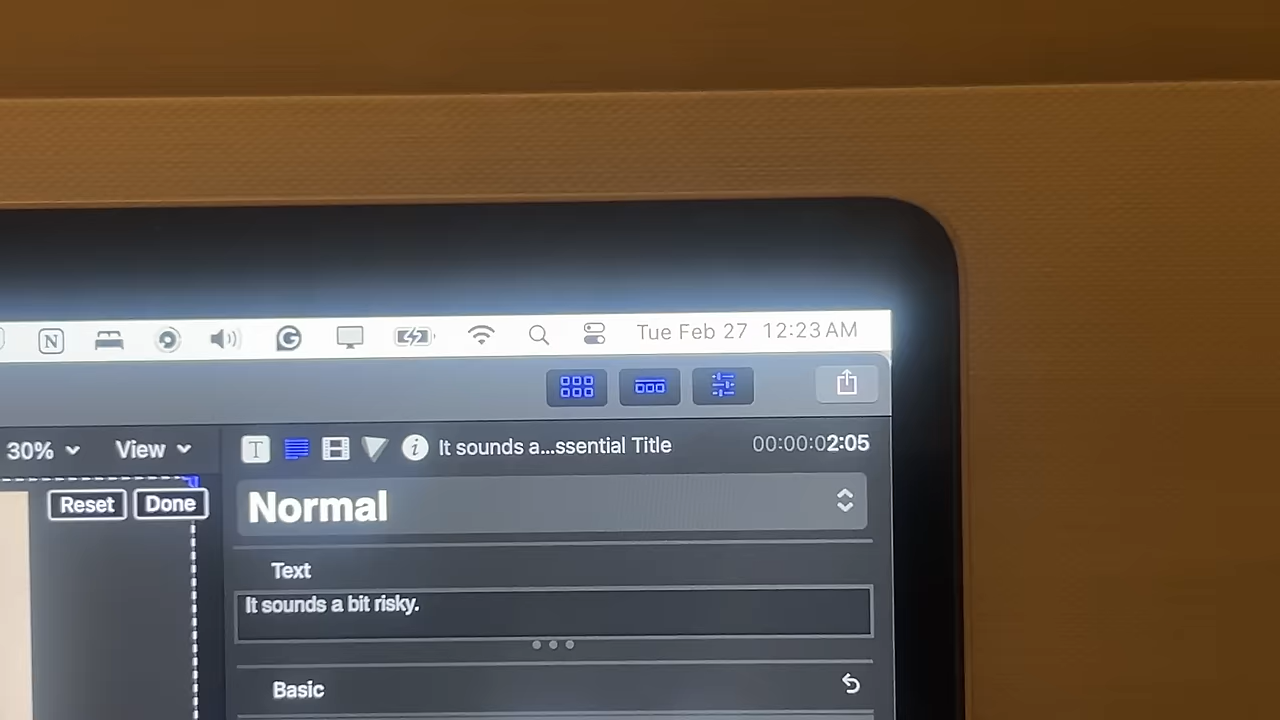 N
G
Tue Feb 27 12:23 AM
30%
View
T
i
It sounds a...ssential Title
00:00:02:05
Reset
Done
Normal
Text
It sounds a bit risky.
Basic